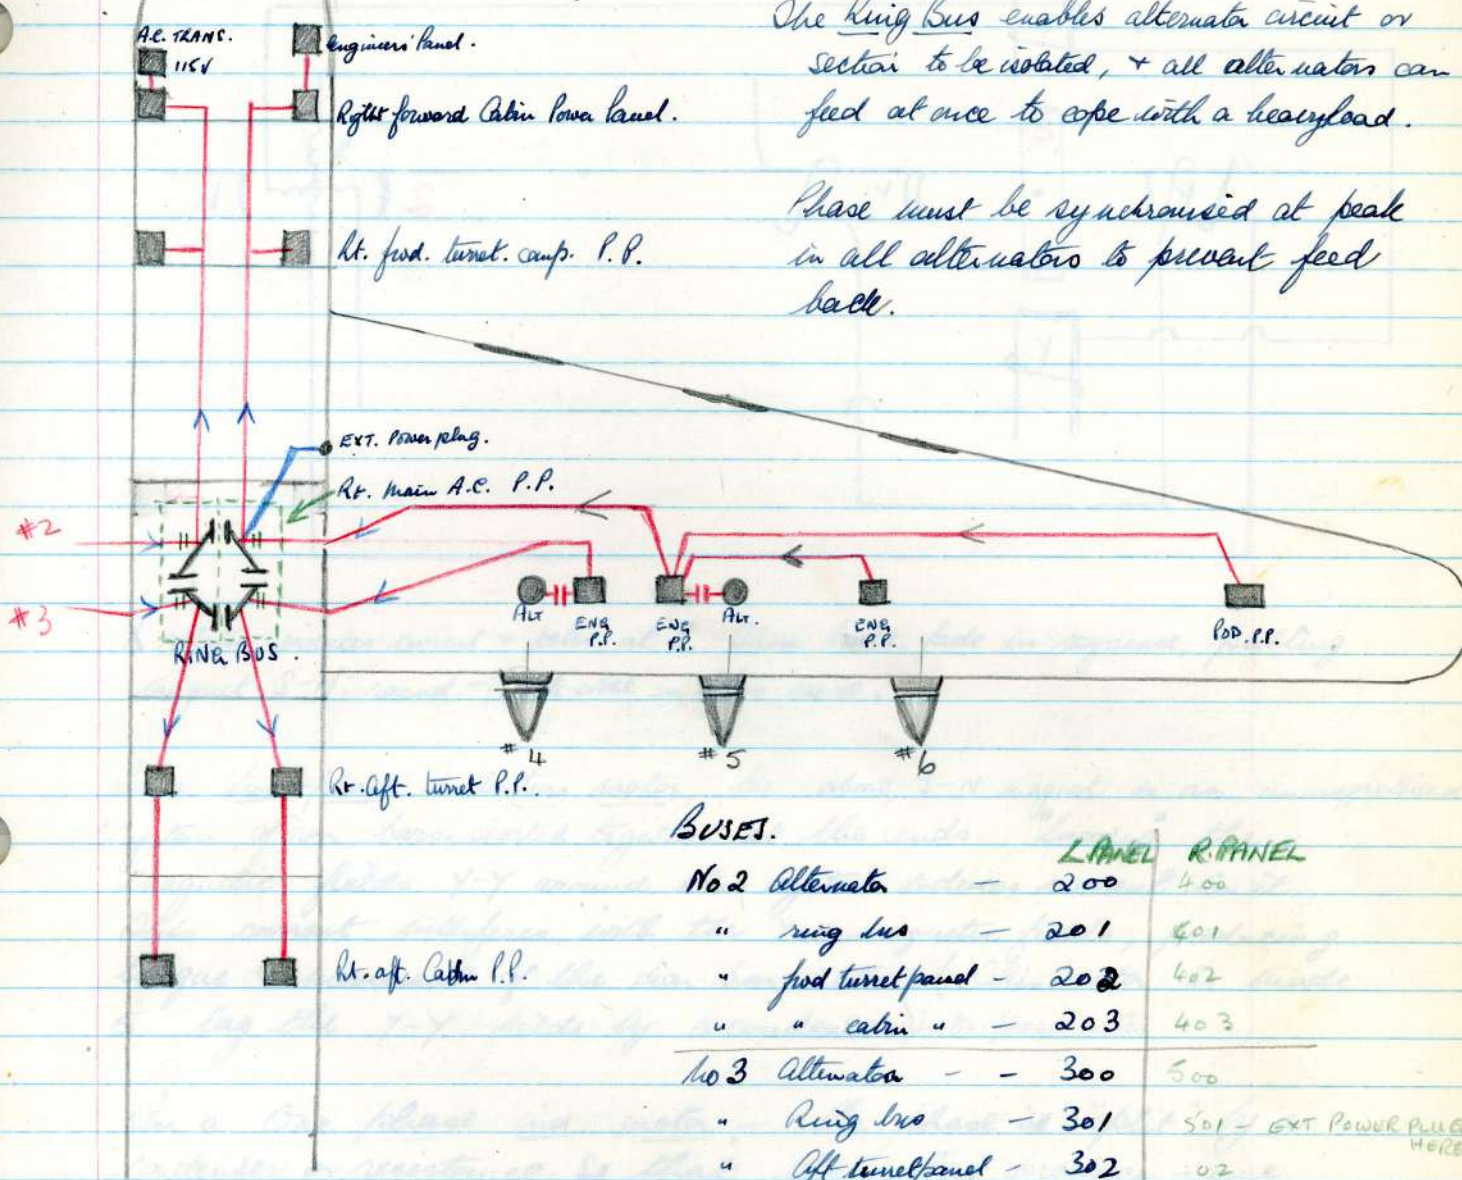 The Ring Bus enables alternator circuit or
section to be isolated, + all alternators can
feed at once to cope with a heavy load.
Phase must be synchronised at peak
in all alternators to prevent feed
back.
A.C. TRANS.
115V
Engineers' Panel.
Right forward Cabin Power Panel.
Rt. fwd. turret. comp. P.P.
EXT. Power plug.
Rt. Main A.C. P.P.
#2
#3
RING BUS.
ALT
ENG P.P.
ENG P.P.
ALT.
ENG P.P.
POD. P.P.
#4
#5
#6
Rt. Aft. turret P.P.
Rt. aft. Cabin P.P.
BUSES.
L PANEL R. PANEL
No 2 Alternator — 200 400
" ring bus — 201 401
" fwd turret panel — 202 402
" " cabin " — 203 403
No 3 Alternator — — 300 500
" Ring bus — 301 501 — EXT POWER PLUG HERE
" Aft turret panel — 302 02